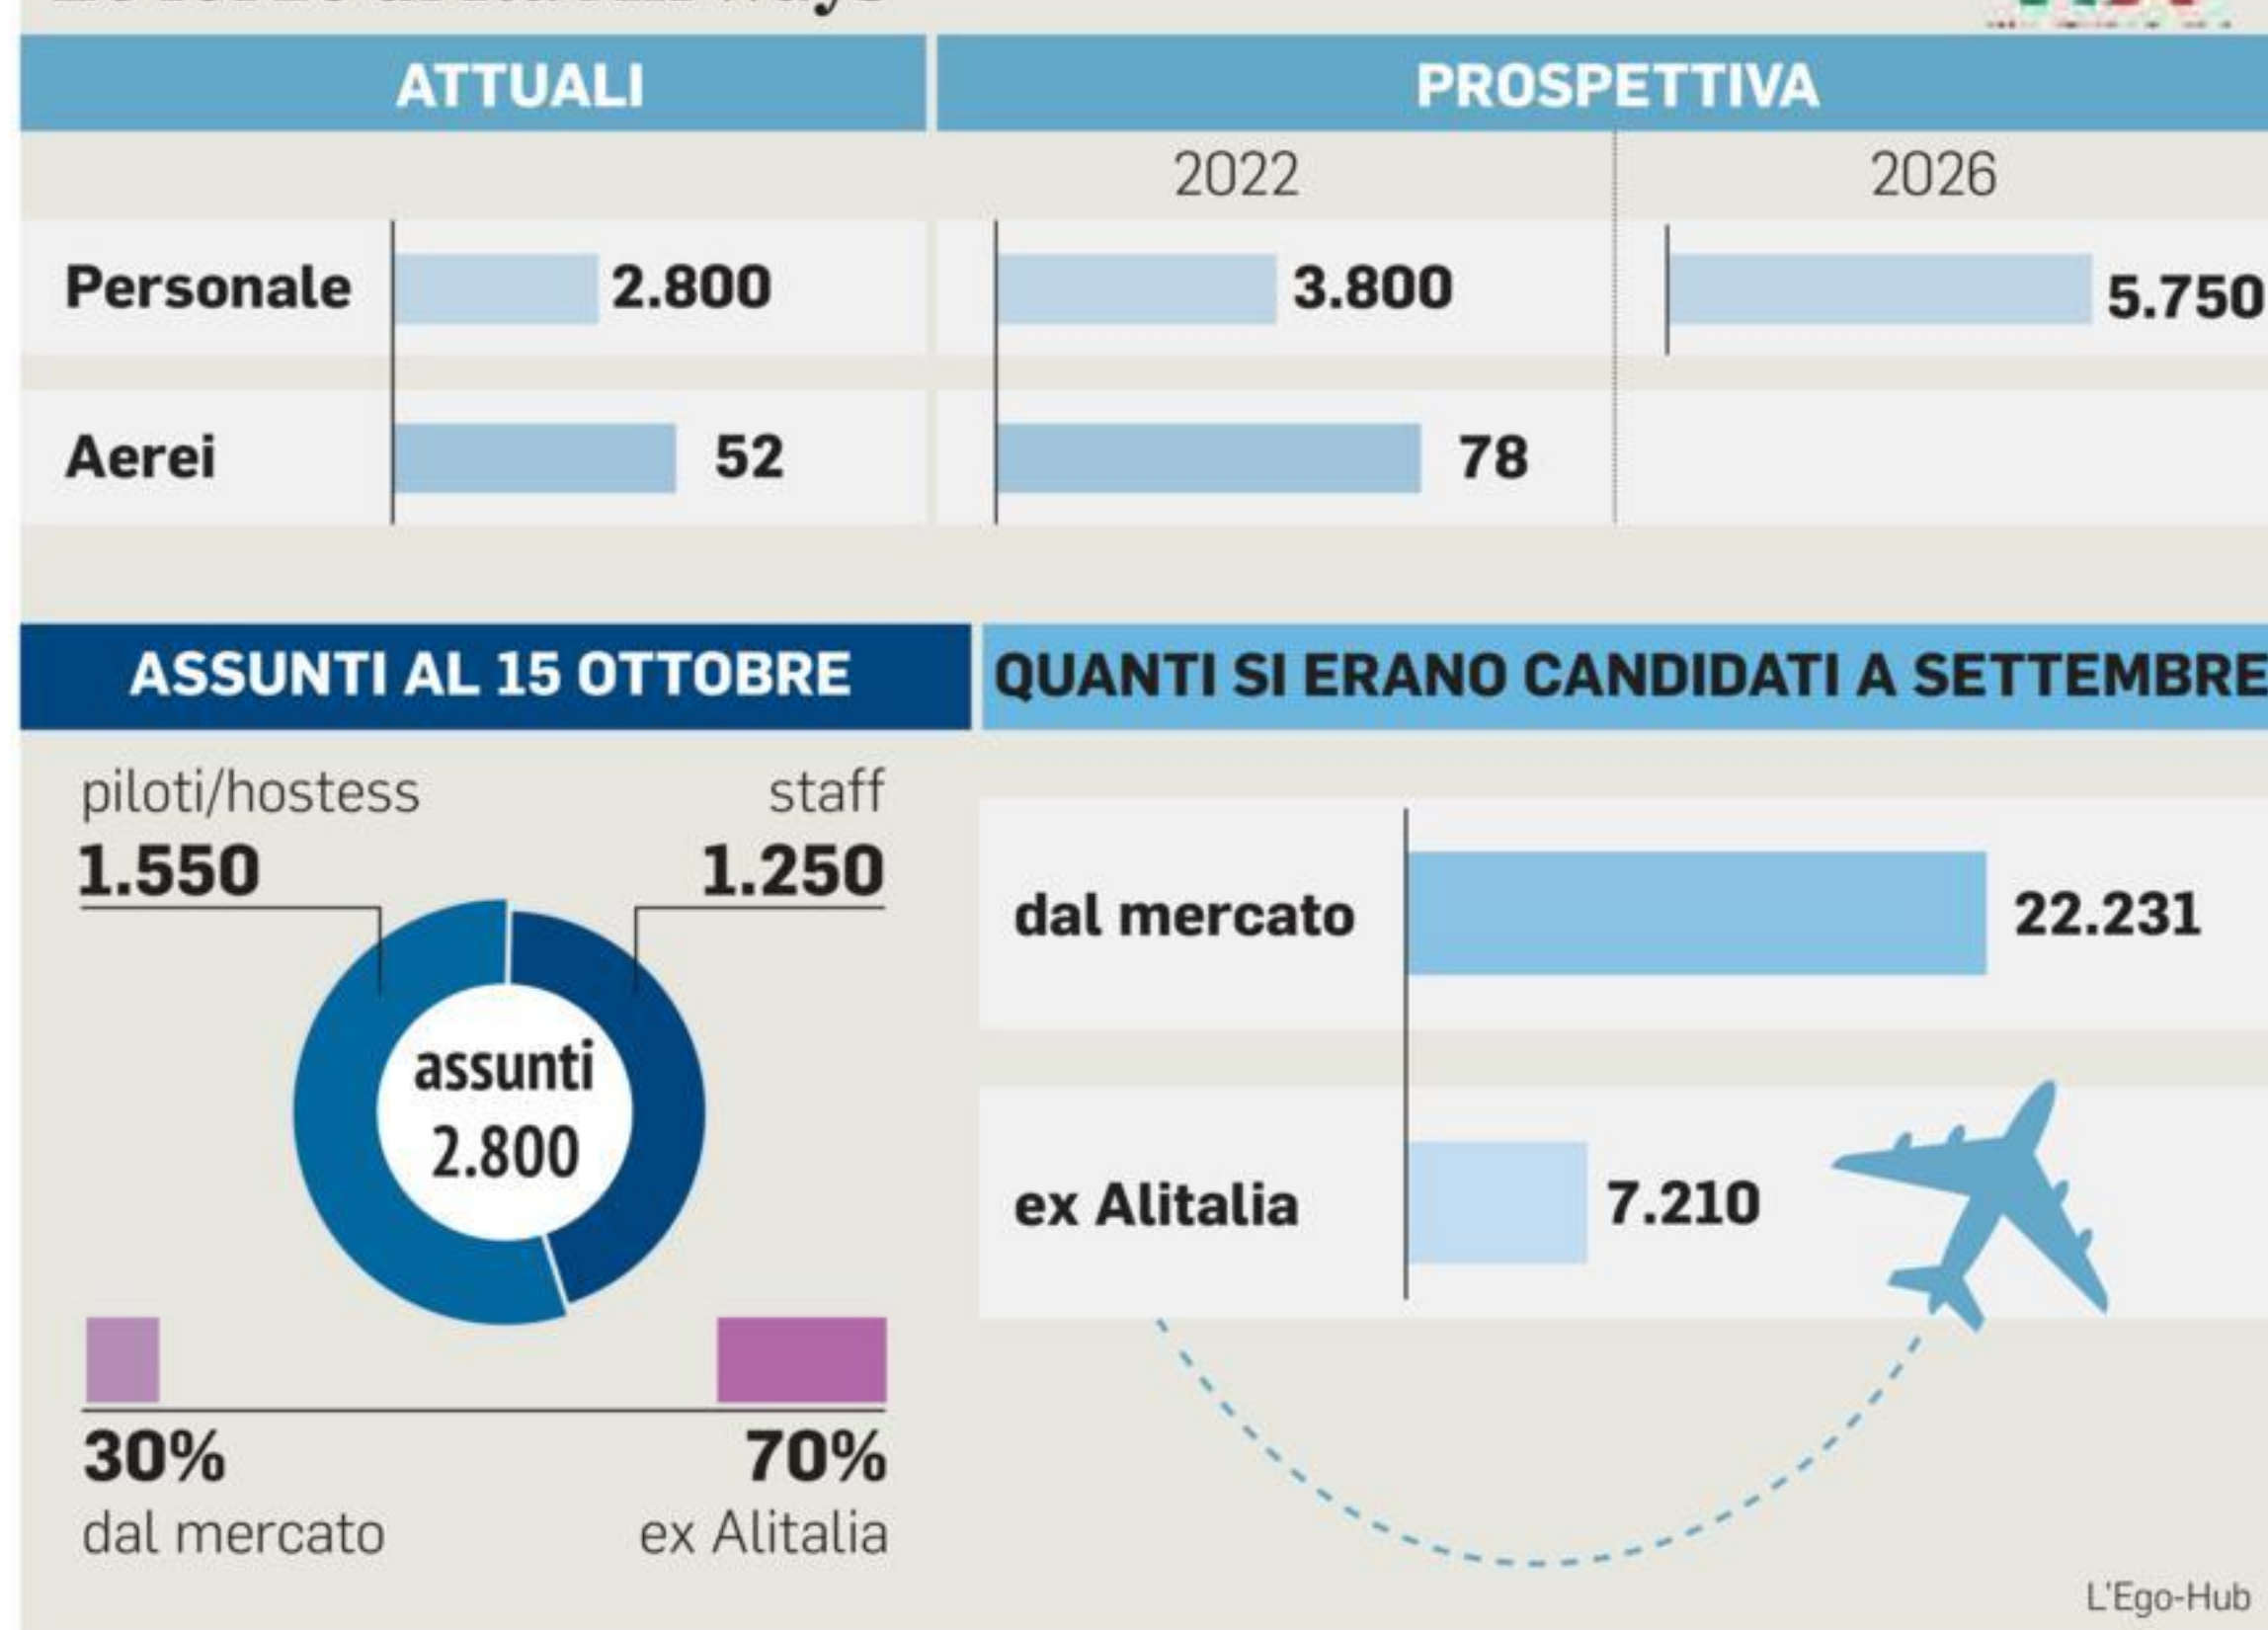 ATTUALI
PROSPETTIVA
2022
2026
Personale
2.800
3.800
5.750
Aerei
52
78
ASSUNTI AL 15 OTTOBRE
piloti/hostess
1.550
staff
1.250
assunti
2.800
30%
dal mercato
70%
ex Alitalia
QUANTI SI ERANO CANDIDATI A SETTEMBRE
dal mercato
22.231
ex Alitalia
7.210
L'Ego-Hub